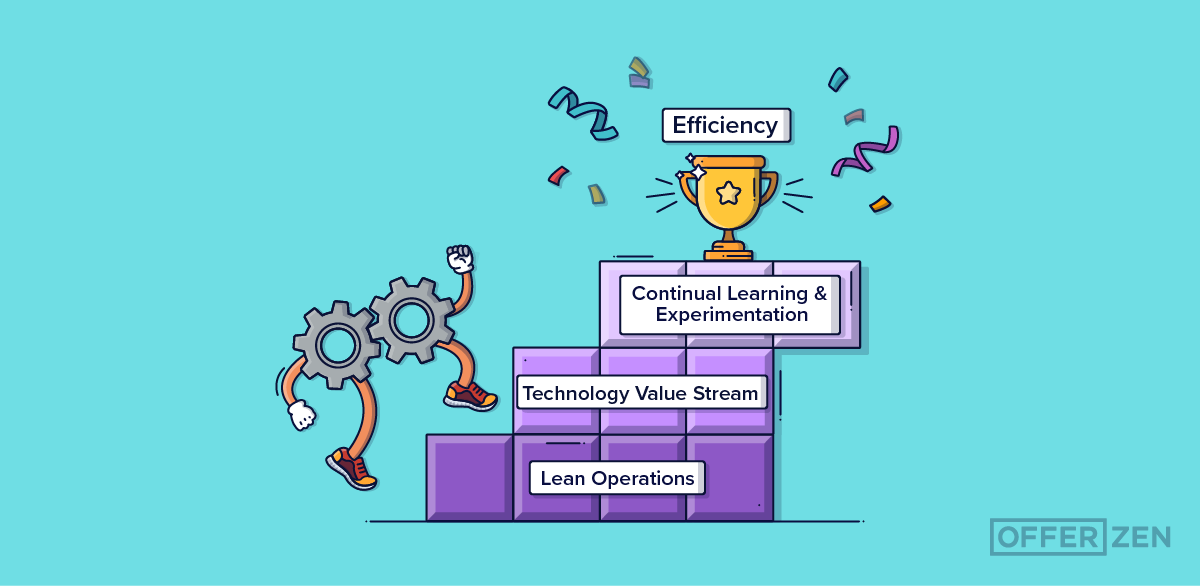 Efficiency
Continual Learning &
Experimentation
Technology Value Stream
Lean Operations
OFFERZEN